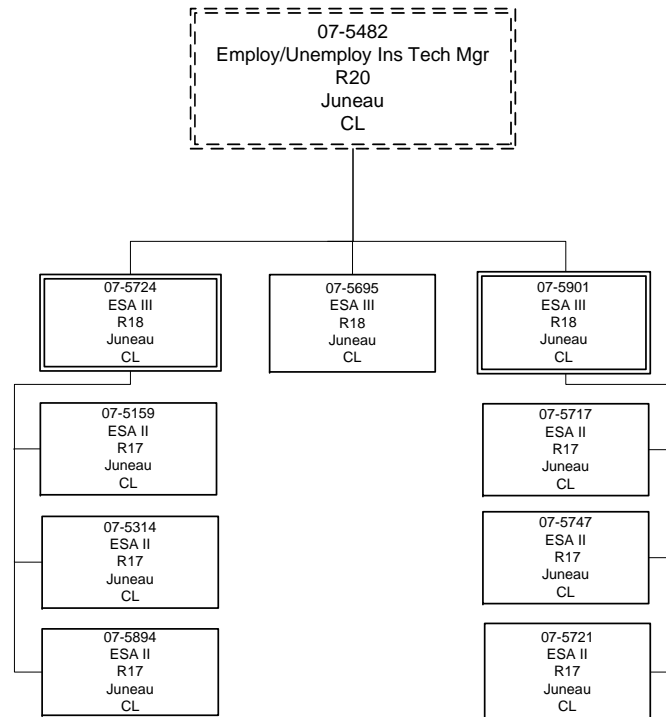 07-5482
Employ/Unemploy Ins Tech Mgr
R20
Juneau
CL
07-5724
ESA III
R18
Juneau
CL
07-5695
ESA III
R18
Juneau
CL
07-5901
ESA III
R18
Juneau
CL
07-5159
ESA II
R17
Juneau
CL
07-5717
ESA II
R17
Juneau
CL
07-5314
ESA II
R17
Juneau
CL
07-5747
ESA II
R17
Juneau
CL
07-5894
ESA II
R17
Juneau
CL
07-5721
ESA II
R17
Juneau
CL